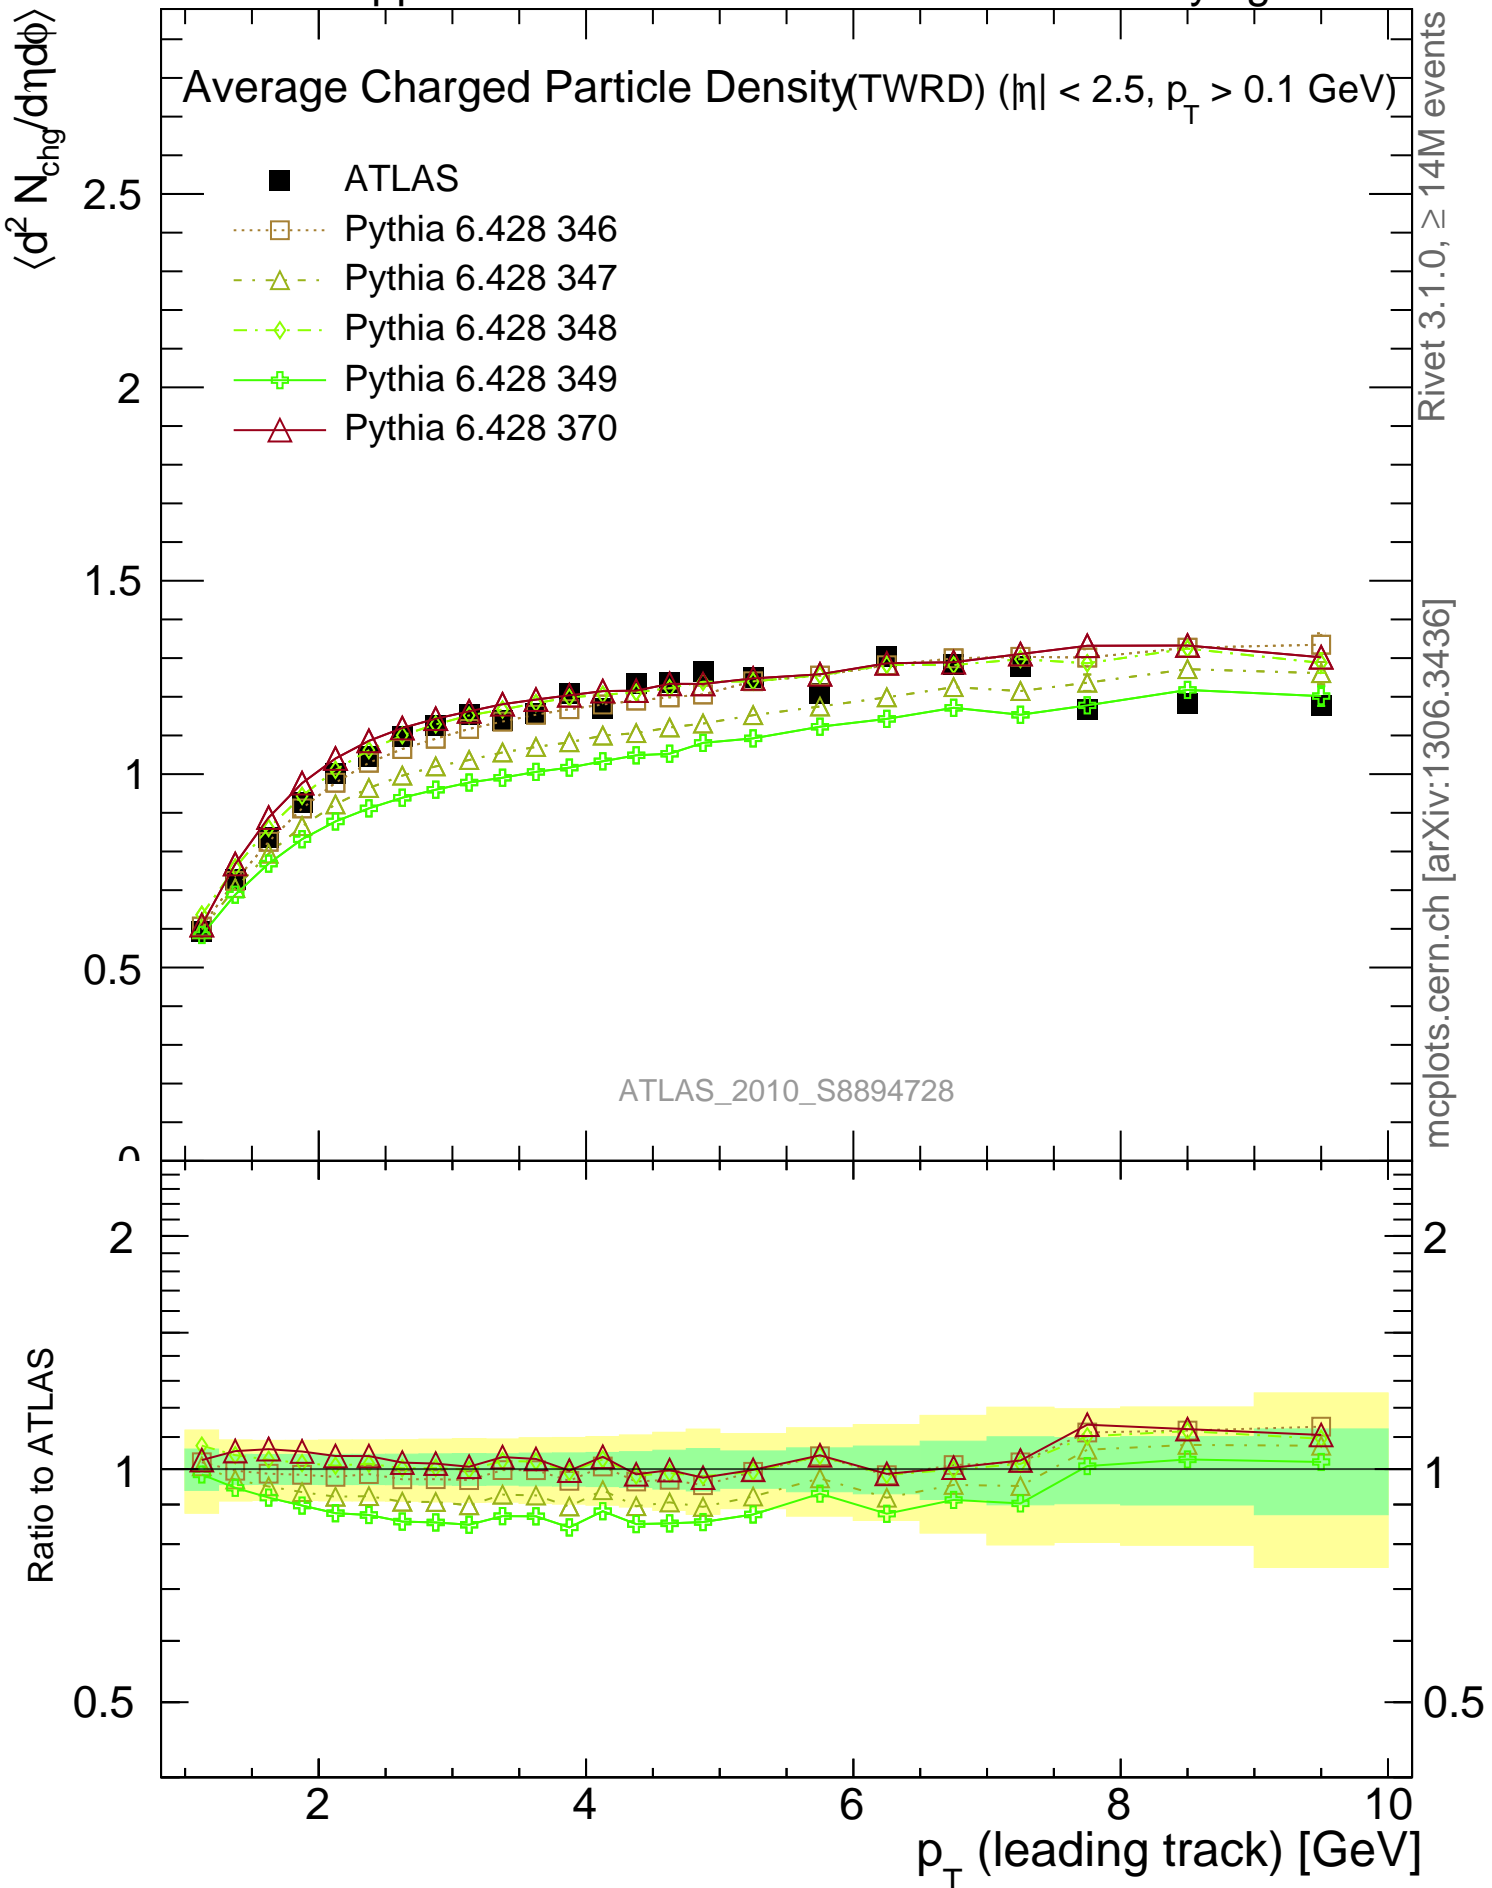 ⟨d² N_chg/dηdϕ⟩
Average Charged Particle Density (TWRD) (|η| < 2.5, p_T > 0.1 GeV)
ATLAS
Pythia 6.428 346
Pythia 6.428 347
Pythia 6.428 348
Pythia 6.428 349
Pythia 6.428 370
2.5
2
1.5
1
0.5
0
ATLAS_2010_S8894728
Rivet 3.1.0, ≥ 14M events
mcplots.cern.ch [arXiv:1306.3436]
Ratio to ATLAS
2
1
0.5
2
1
0.5
2
4
6
8
10
p_T (leading track) [GeV]